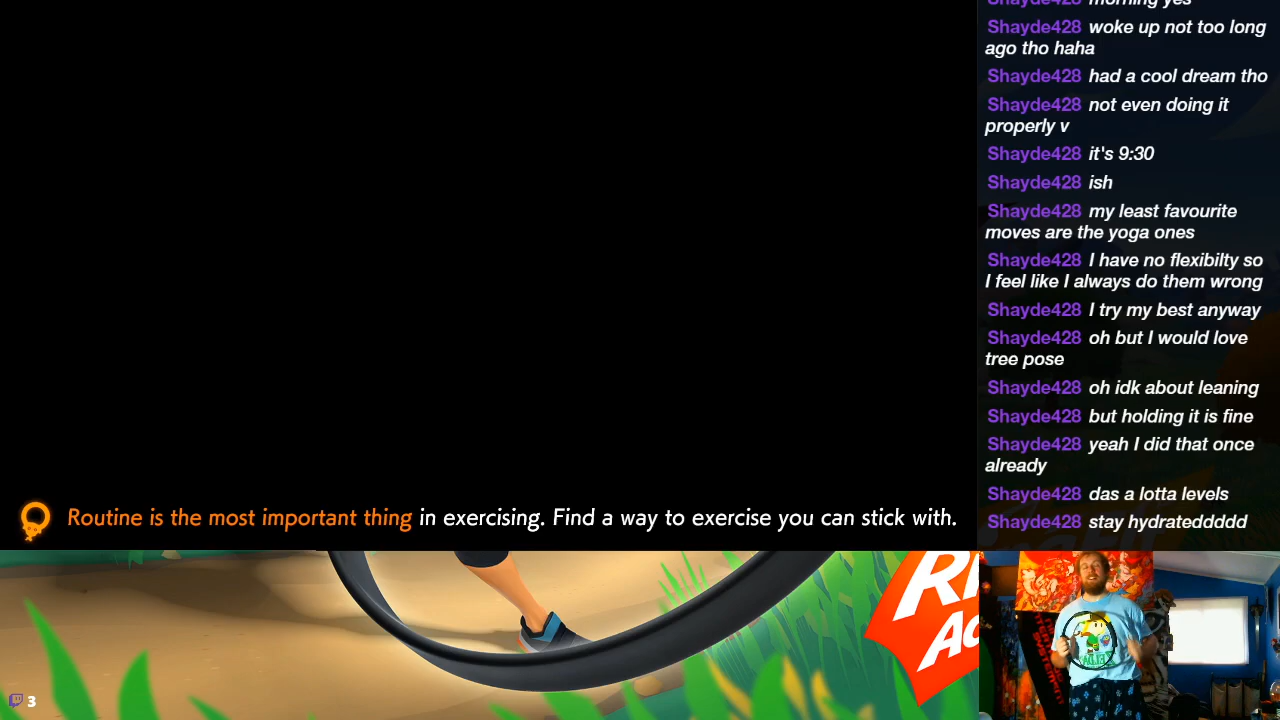 Shayde428 morning yes
Shayde428 woke up not too long
ago tho haha
Shayde428 had a cool dream tho
Shayde428 not even doing it
properly v
Shayde428 it's 9:30
Shayde428 ish
Shayde428 my least favourite
moves are the yoga ones
Shayde428 I have no flexibilty so
I feel like I always do them wrong
Shayde428 I try my best anyway
Shayde428 oh but I would love
tree pose
Shayde428 oh idk about leaning
Shayde428 but holding it is fine
Shayde428 yeah I did that once
already
Shayde428 das a lotta levels
Shayde428 stay hydrateddddd
Routine is the most important thing in exercising. Find a way to exercise you can stick with.
3